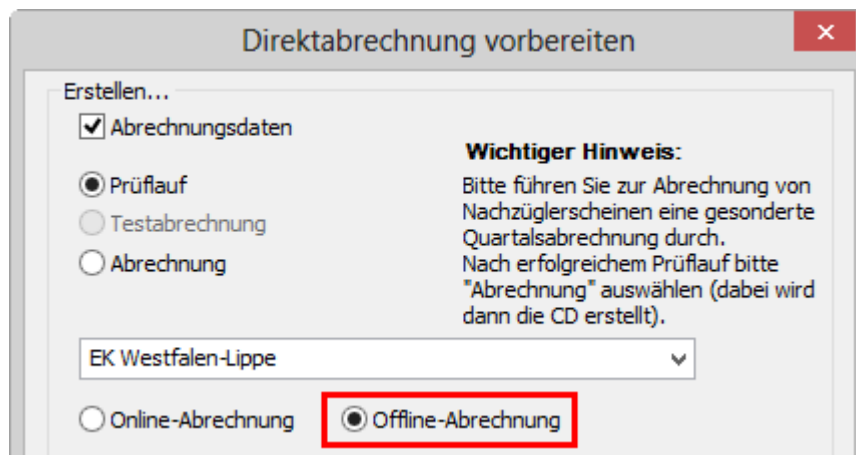 Direktabrechnung vorbereiten
Erstellen...
Abrechnungsdaten
Wichtiger Hinweis:
Prüflauf
Testabrechnung
Abrechnung
Bitte führen Sie zur Abrechnung von
Nachzüglerscheinen eine gesonderte
Quartalsabrechnung durch.
Nach erfolgreichem Prüflauf bitte
"Abrechnung" auswählen (dabei wird
dann die CD erstellt).
EK Westfalen-Lippe
Online-Abrechnung
Offline-Abrechnung